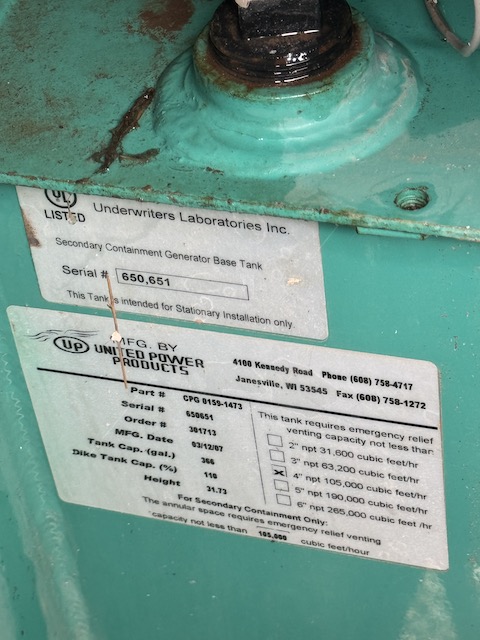 UL
LISTED
Underwriters Laboratories Inc.
Secondary Containment Generator Base Tank
Serial # 650,651
This Tank is intended for Stationary Installation only
UP
MFG. BY
UNITED POWER
PRODUCTS
4100 Kennedy Road Phone (608) 758-4717
Janesville, WI 53545 Fax (608) 758-1272
Part # CPG 0159-1473
Serial # 650651
Order # 301713
MFG. Date 03/12/07
Tank Cap. (gal.) 366
Dike Tank Cap. (%) 110
Height 31.73
This tank requires emergency relief
venting capacity not less than:
2" npt 31,600 cubic feet/hr
3" npt 63,200 cubic feet/hr
X 4" npt 105,000 cubic feet/hr
5" npt 190,000 cubic feet /hr
6" npt 265,000 cubic feet /hr
For Secondary Containment Only:
The annular space requires emergency relief venting
capacity not less than 105,000 cubic feet/hour